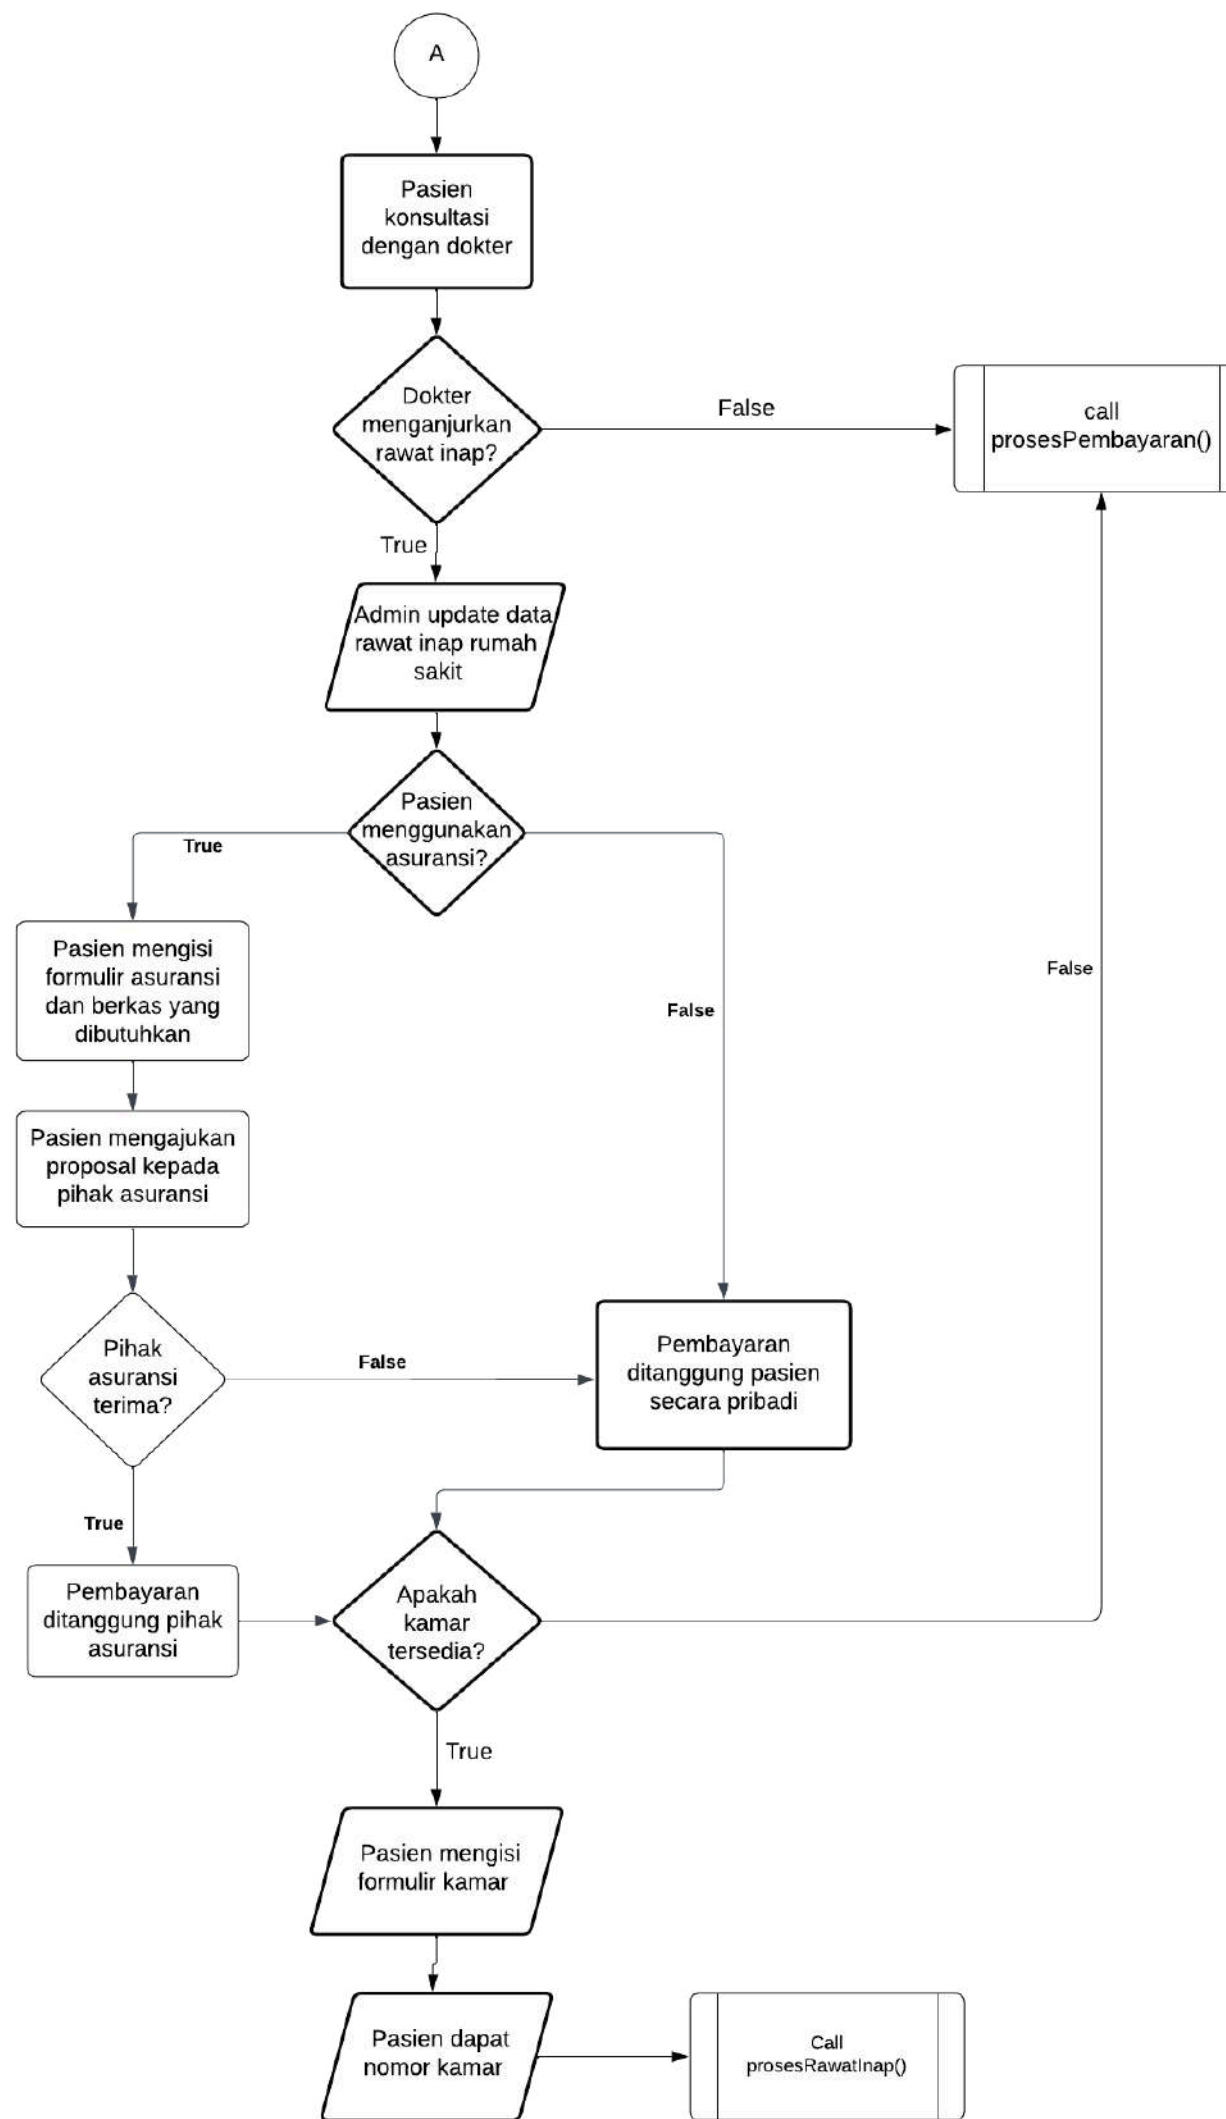 A
Pasien
konsultasi
dengan dokter
Dokter
menganjurkan
rawat inap?
False
call
prosesPembayaran()
True
Admin update data
rawat inap rumah
sakit
Pasien
menggunakan
asuransi?
True
Pasien mengisi
formulir asuransi
dan berkas yang
dibutuhkan
False
False
Pasien mengajukan
proposal kepada
pihak asuransi
Pihak
asuransi
terima?
False
Pembayaran
ditanggung pasien
secara pribadi
True
Pembayaran
ditanggung pihak
asuransi
Apakah
kamar
tersedia?
True
Pasien mengisi
formulir kamar
Pasien dapat
nomor kamar
Call
prosesRawatInap()